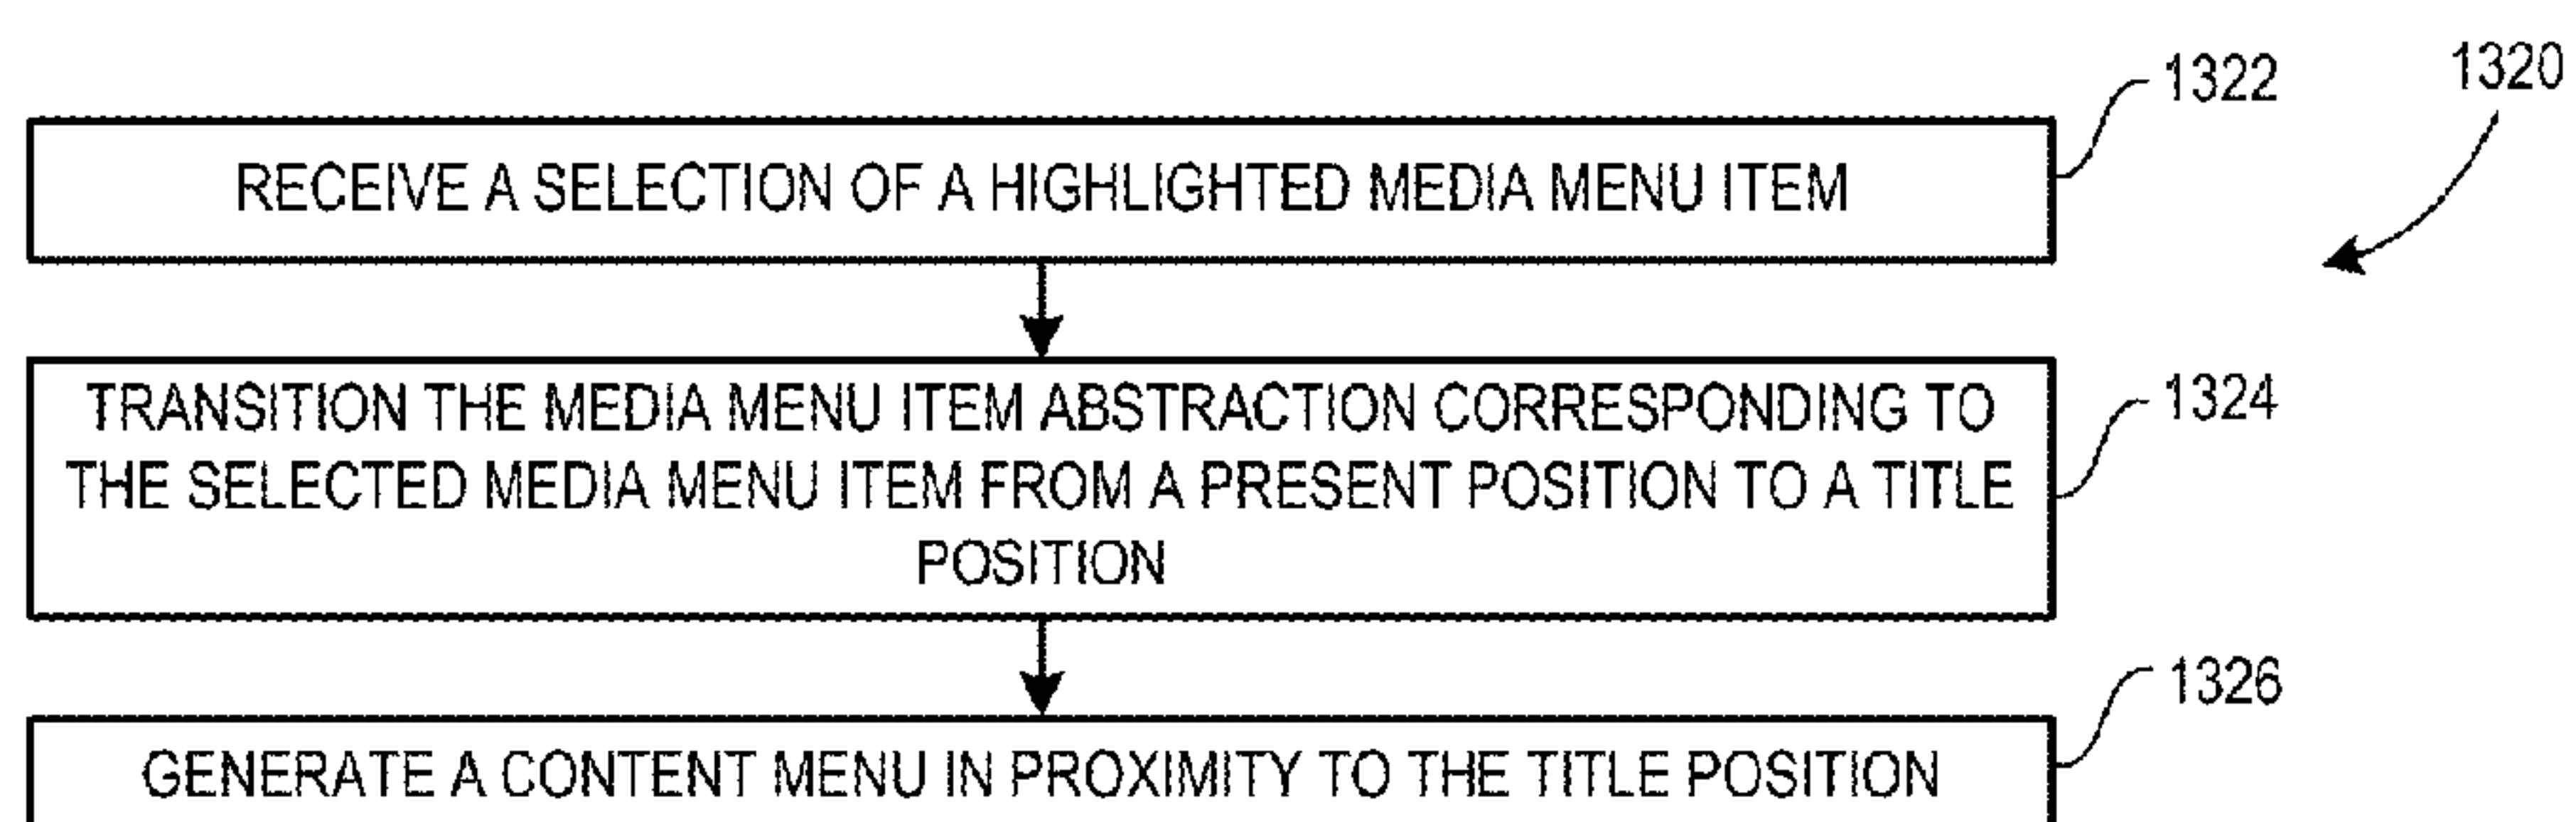 1320
1322
RECEIVE A SELECTION OF A HIGHLIGHTED MEDIA MENU ITEM
1324
TRANSITION THE MEDIA MENU ITEM ABSTRACTION CORRESPONDING TO
THE SELECTED MEDIA MENU ITEM FROM A PRESENT POSITION TO A TITLE
POSITION
1326
GENERATE A CONTENT MENU IN PROXIMITY TO THE TITLE POSITION